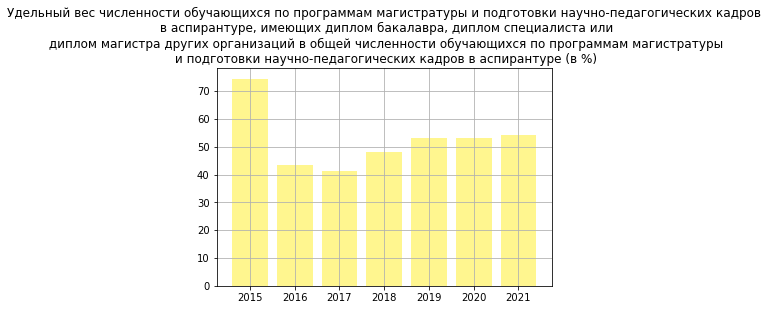 Удельный вес численности обучающихся по программам магистратуры и подготовки научно-педагогических кадров
в аспирантуре, имеющих диплом бакалавра, диплом специалиста или
диплом магистра других организаций в общей численности обучающихся по программам магистратуры
и подготовки научно-педагогических кадров в аспирантуре (в %)
70
60
50
40
30
20
10
0
2015 2016 2017 2018 2019 2020 2021